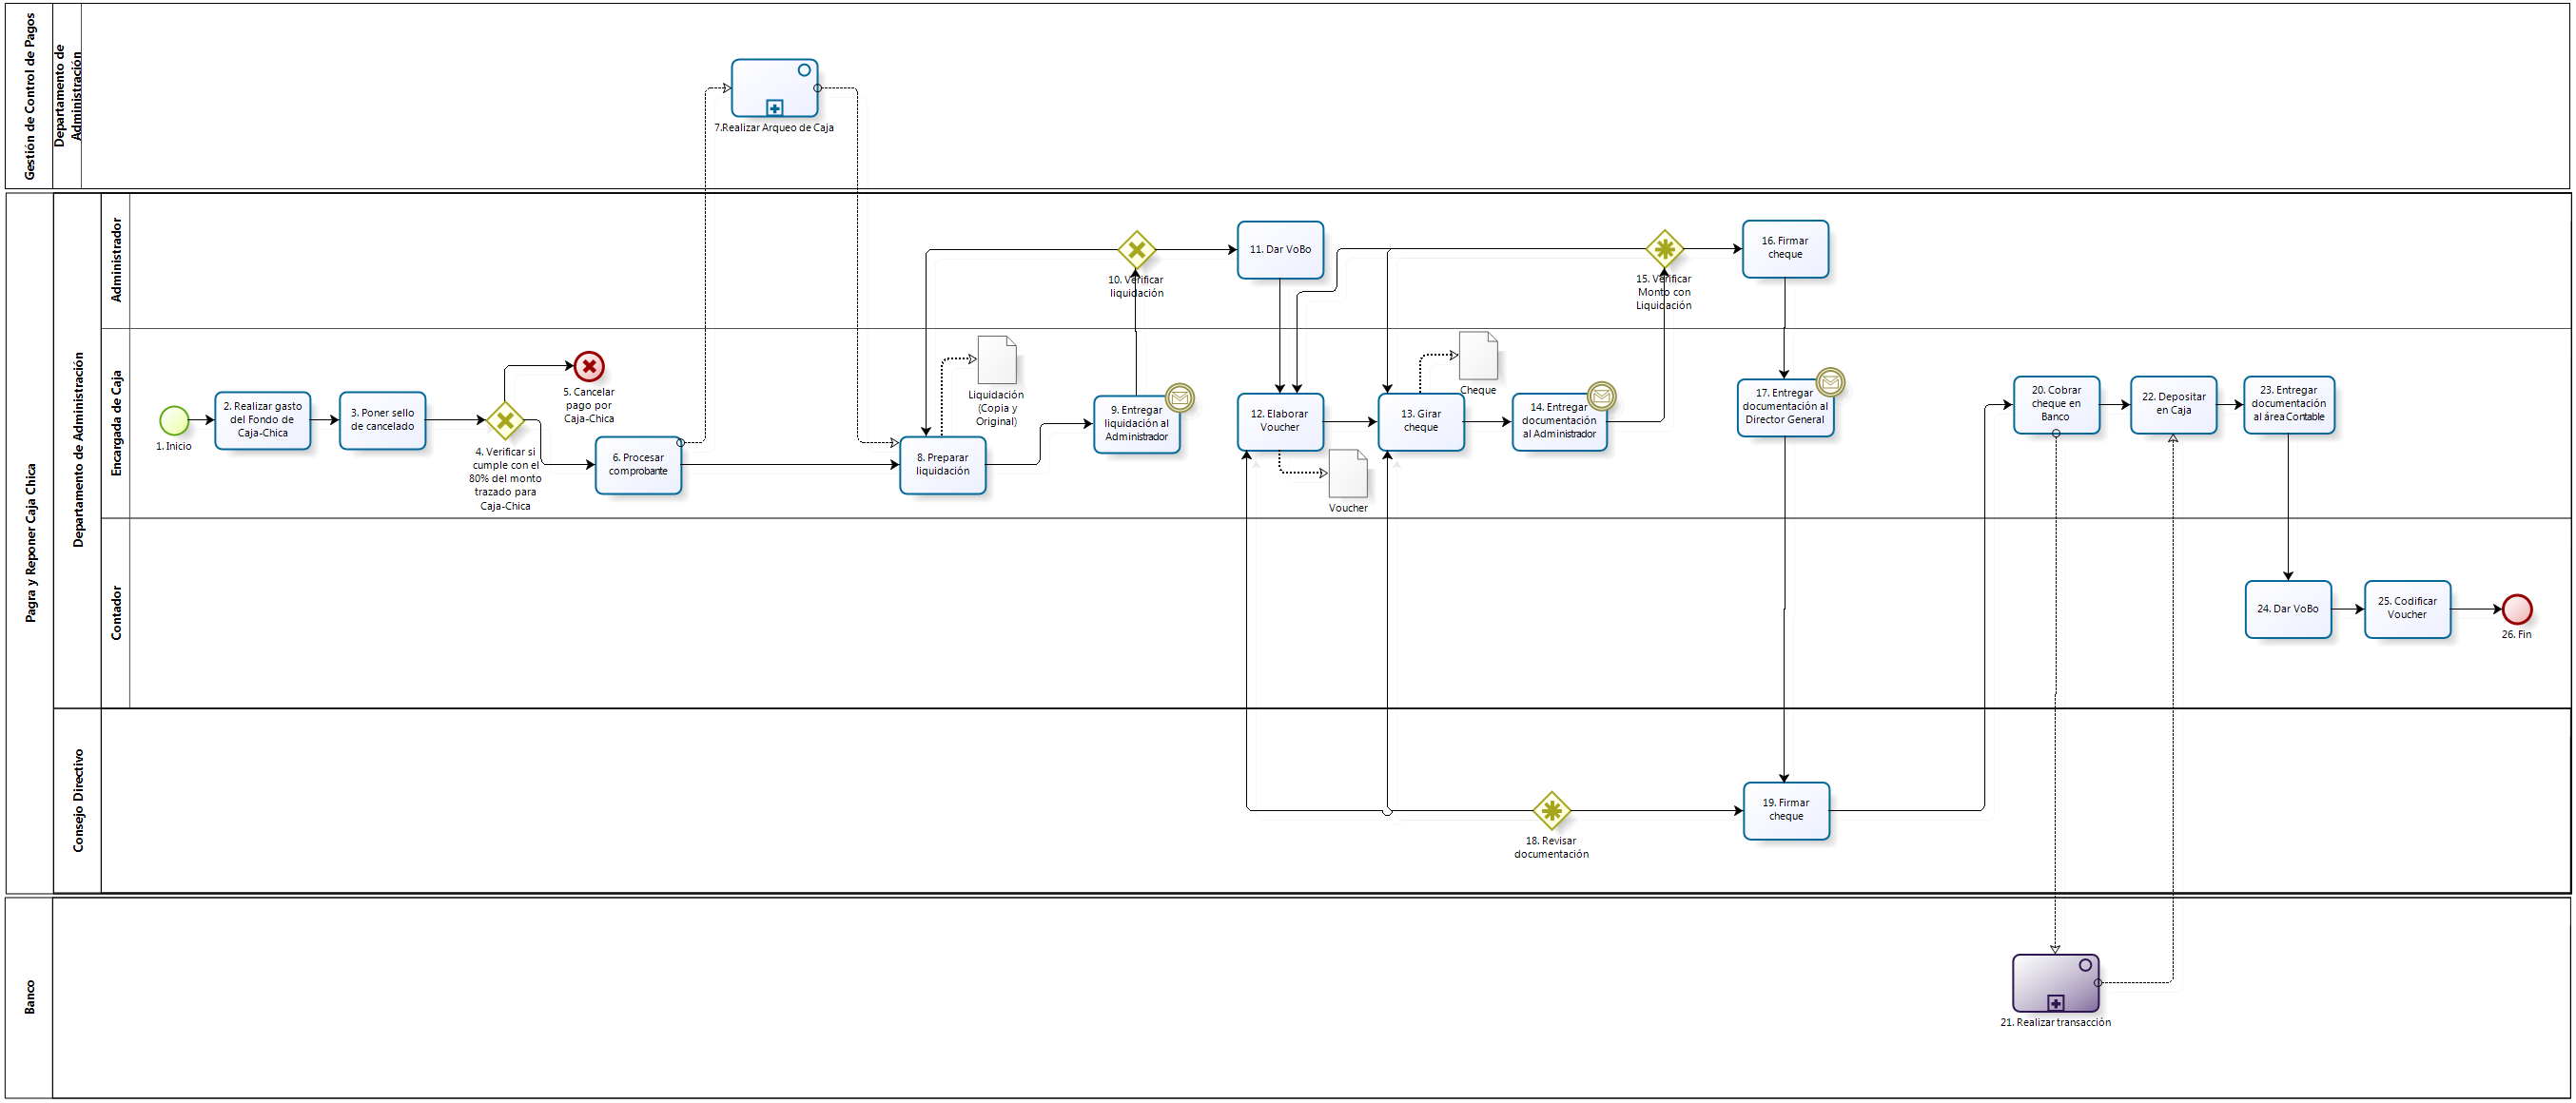 Gestión de Control de Pagos
Departamento de
Administración
7.Realizar Arqueo de Caja
Pagra y Reponer Caja Chica
Departamento de Administración
Administrador
10. Verificar
liquidación
11. Dar VoBo
15. Verificar
Monto con
Liquidación
16. Firmar
cheque
Encargada de Caja
1. Inicio
2. Realizar gasto
del Fondo de
Caja-Chica
3. Poner sello
de cancelado
4. Verificar si
cumple con el
80% del monto
trazado para
Caja-Chica
5. Cancelar
pago por
Caja-Chica
6. Procesar
comprobante
8. Preparar
liquidación
Liquidación
(Copia y
Original)
9. Entregar
liquidación al
Administrador
12. Elaborar
Voucher
Voucher
13. Girar
cheque
Cheque
14. Entregar
documentación
al Administrador
17. Entregar
documentación al
Director General
20. Cobrar
cheque en
Banco
22. Depositar
en Caja
23. Entregar
documentación
al área Contable
Contador
24. Dar VoBo
25. Codificar
Voucher
26. Fin
Consejo Directivo
18. Revisar
documentación
19. Firmar
cheque
Banco
21. Realizar transacción